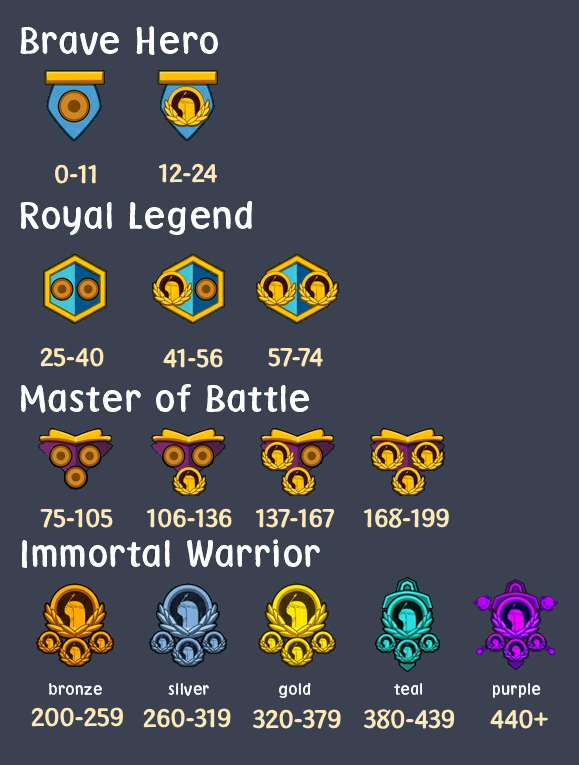 Brave Hero
0-11 12-24
Royal Legend
25-40 41-56 57-74
Master of Battle
75-105 106-136 137-167 168-199
Immortal Warrior
bronze silver gold teal purple
200-259 260-319 320-379 380-439 440+